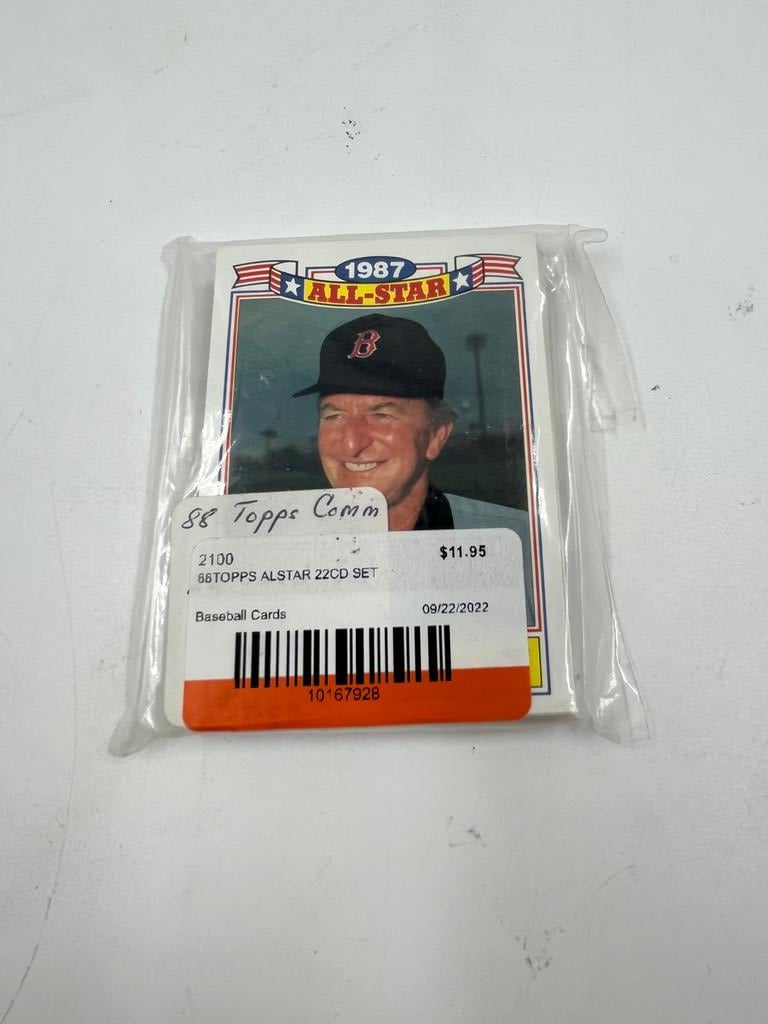 1987
ALL-STAR
B
88 Topps Comm
2100 $11.95
88TOPPS ALSTAR 22CD SET
Baseball Cards 09/22/2022
10167928